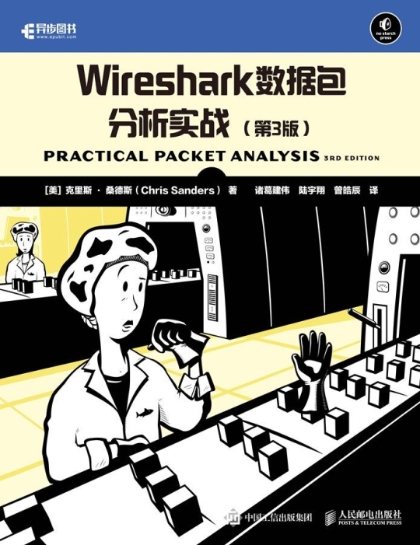 异步图书
www.epubit.com
no starch press
Wireshark数据包
分析实战（第3版）
PRACTICAL PACKET ANALYSIS 3RD EDITION
[美] 克里斯·桑德斯（Chris Sanders）著 诸葛建伟 陆宇翔 曾皓辰 译
中国工信出版集团
人民邮电出版社
POSTS & TELECOM PRESS